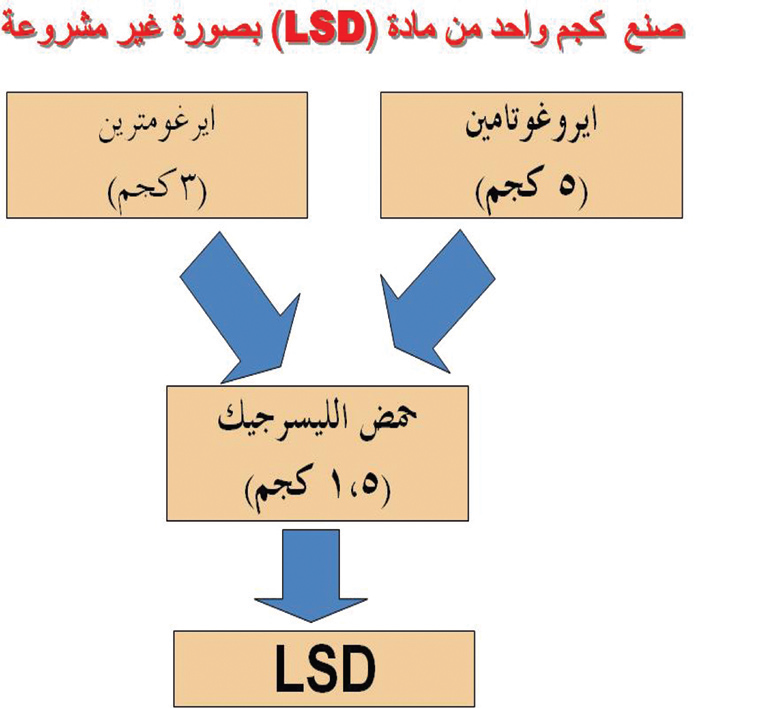 صنع كجم واحد من مادة (LSD) بصورة غير مشروعة
ايروغوتامين
(٥ كجم)
ايرغومترين
(٣ كجم)
حمض الليسرجيك
(١،٥ كجم)
LSD